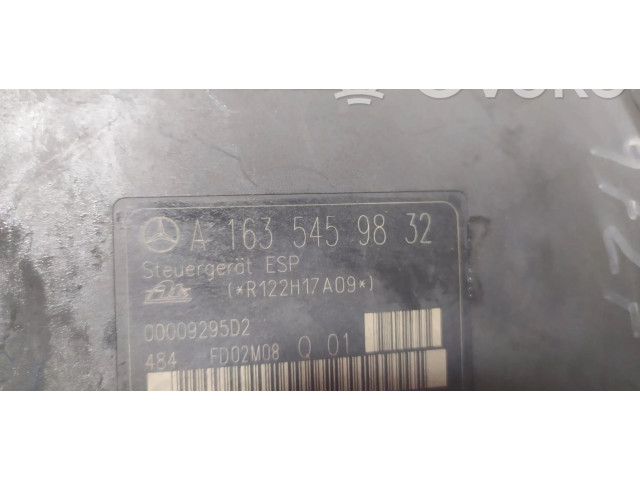 A 163 545 98 32
Steuergerät ESP
(*R122H17A09*)
00009295D2
484 FD02M08 Q 01